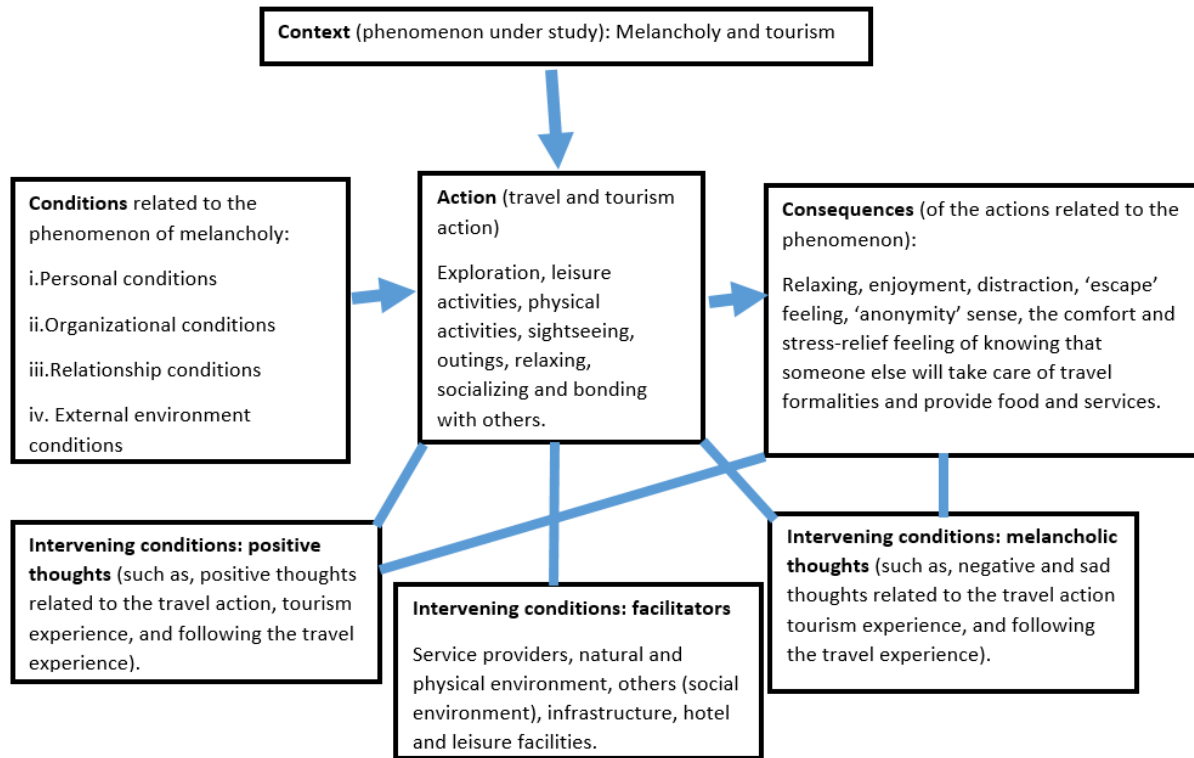 Context (phenomenon under study): Melancholy and tourism
Conditions related to the
phenomenon of melancholy:
i.Personal conditions
ii.Organizational conditions
iii.Relationship conditions
iv. External environment
conditions
Action (travel and tourism
action)
Exploration, leisure
activities, physical
activities, sightseeing,
outings, relaxing,
socializing and bonding
with others.
Consequences (of the actions related to the
phenomenon):
Relaxing, enjoyment, distraction, ‘escape’
feeling, ‘anonymity’ sense, the comfort and
stress-relief feeling of knowing that
someone else will take care of travel
formalities and provide food and services.
Intervening conditions: positive
thoughts (such as, positive thoughts
related to the travel action, tourism
experience, and following the travel
experience).
Intervening conditions: facilitators
Service providers, natural and
physical environment, others (social
environment), infrastructure, hotel
and leisure facilities.
Intervening conditions: melancholic
thoughts (such as, negative and sad
thoughts related to the travel action
tourism experience, and following
the travel experience).